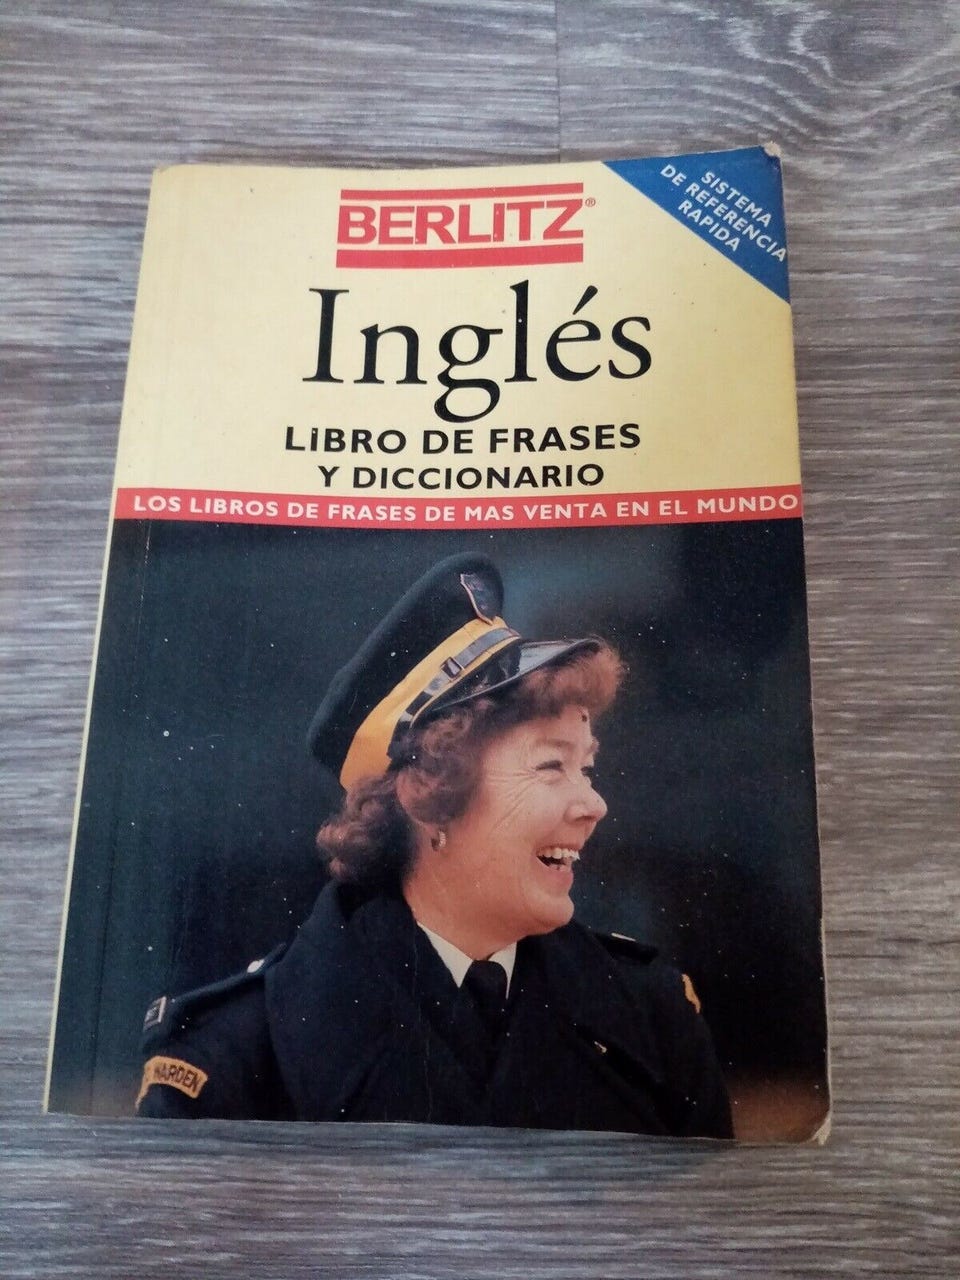 BERLITZ®
SISTEMA
DE REFERENCIA
RAPIDA
Inglés
LIBRO DE FRASES
Y DICCIONARIO
LOS LIBROS DE FRASES DE MAS VENTA EN EL MUNDO
WARDEN